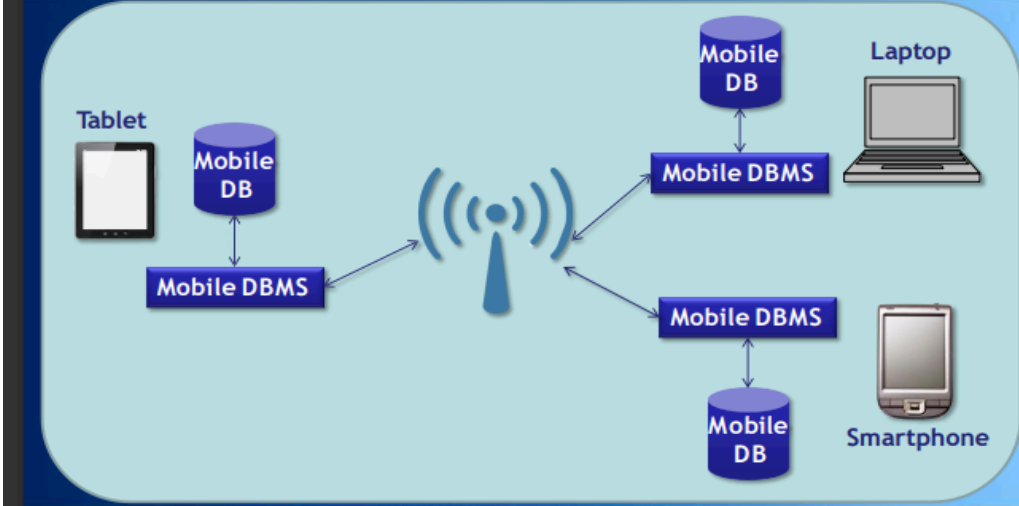 Tablet
Mobile
DB
Mobile DBMS
Mobile
DB
Mobile DBMS
Laptop
Mobile DBMS
Mobile
DB
Smartphone